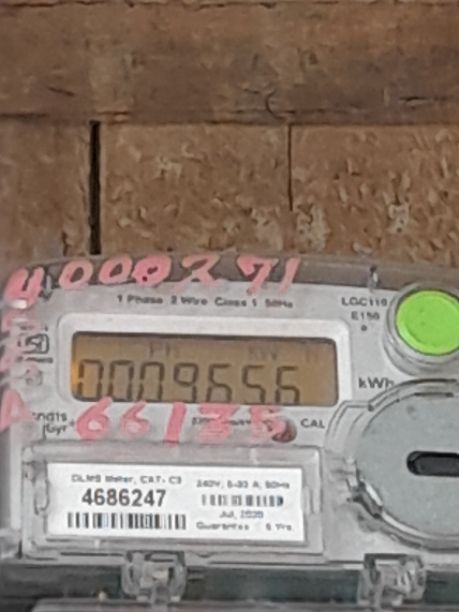 4000271
1 Phase 2 Wire Class 1 50Hz
LGC110
E150
kW
0009656
kWh
66135
CAL
DLMS Meter, CAT- C3
4686247
240V, 5-30 A, 50Hz
Jul, 2020
Guarantee 5 Yrs.